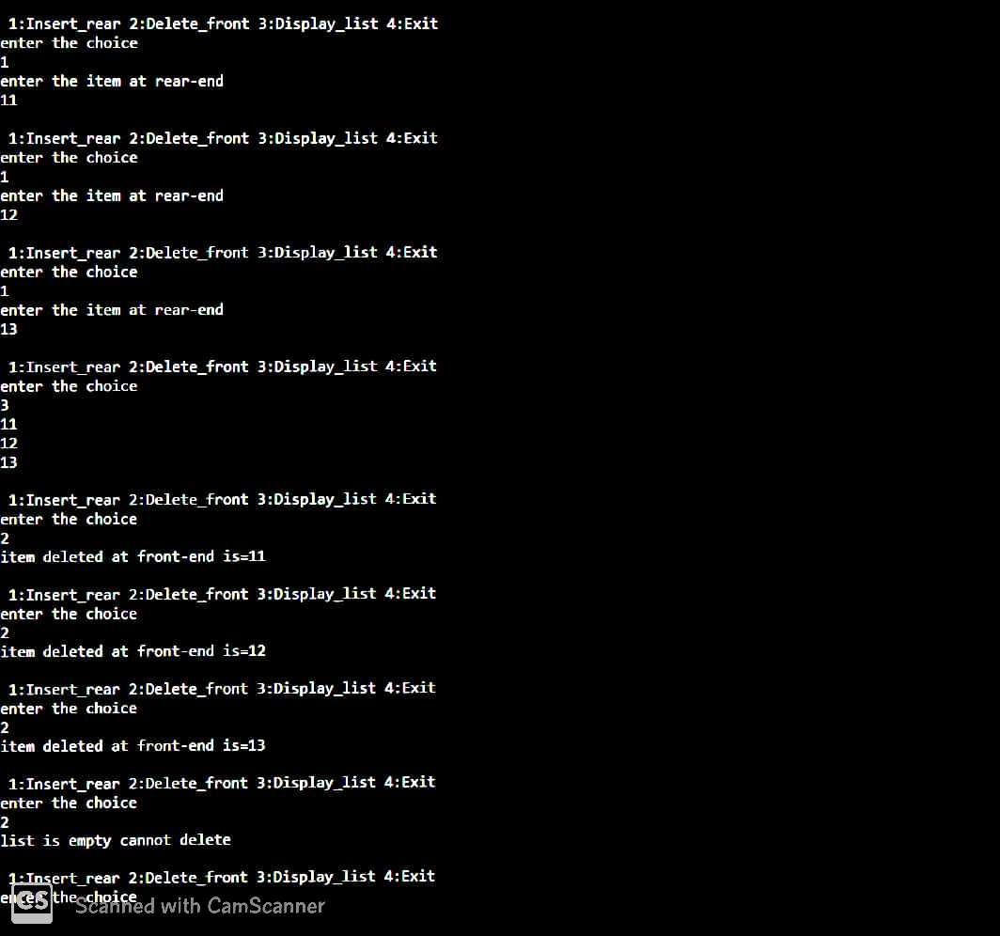 1:Insert_rear 2:Delete_front 3:Display_list 4:Exit
enter the choice
1
enter the item at rear-end
11
1:Insert_rear 2:Delete_front 3:Display_list 4:Exit
enter the choice
1
enter the item at rear-end
12
1:Insert_rear 2:Delete_front 3:Display_list 4:Exit
enter the choice
1
enter the item at rear-end
13
1:Insert_rear 2:Delete_front 3:Display_list 4:Exit
enter the choice
3
11
12
13
1:Insert_rear 2:Delete_front 3:Display_list 4:Exit
enter the choice
2
item deleted at front-end is=11
1:Insert_rear 2:Delete_front 3:Display_list 4:Exit
enter the choice
2
item deleted at front-end is=12
1:Insert_rear 2:Delete_front 3:Display_list 4:Exit
enter the choice
2
item deleted at front-end is=13
1:Insert_rear 2:Delete_front 3:Display_list 4:Exit
enter the choice
2
list is empty cannot delete
1:Insert_rear 2:Delete_front 3:Display_list 4:Exit
enter the choice
CS Scanned with CamScanner